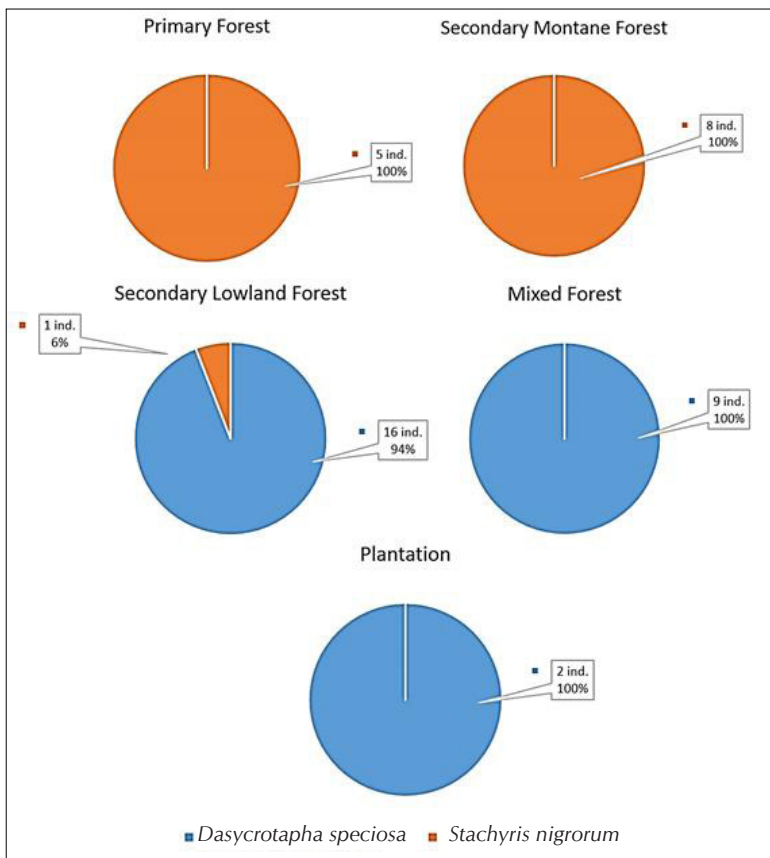 Primary Forest
5 ind.
100%
Secondary Montane Forest
8 ind.
100%
Secondary Lowland Forest
1 ind.
6%
16 ind.
94%
Mixed Forest
9 ind.
100%
Plantation
2 ind.
100%
Dasycrotapha speciosa Stachyris nigrorum